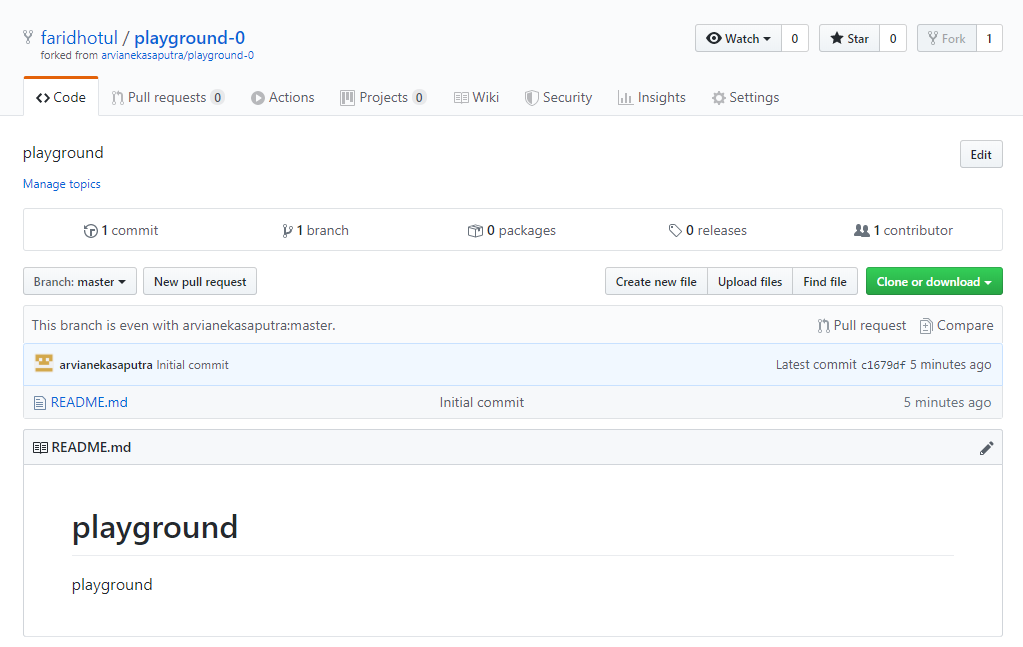 faridhotul / playground-0 Watch 0 Star 0 Fork 1
forked from arvianekasaputra/playground-0
Code Pull requests 0 Actions Projects 0 Wiki Security Insights Settings
playground Edit
Manage topics
1 commit 1 branch 0 packages 0 releases 1 contributor
Branch: master New pull request Create new file Upload files Find file Clone or download
This branch is even with arvianekasaputra:master. Pull request Compare
arvianekasaputra Initial commit Latest commit c1679df 5 minutes ago
README.md Initial commit 5 minutes ago
README.md
playground
playground